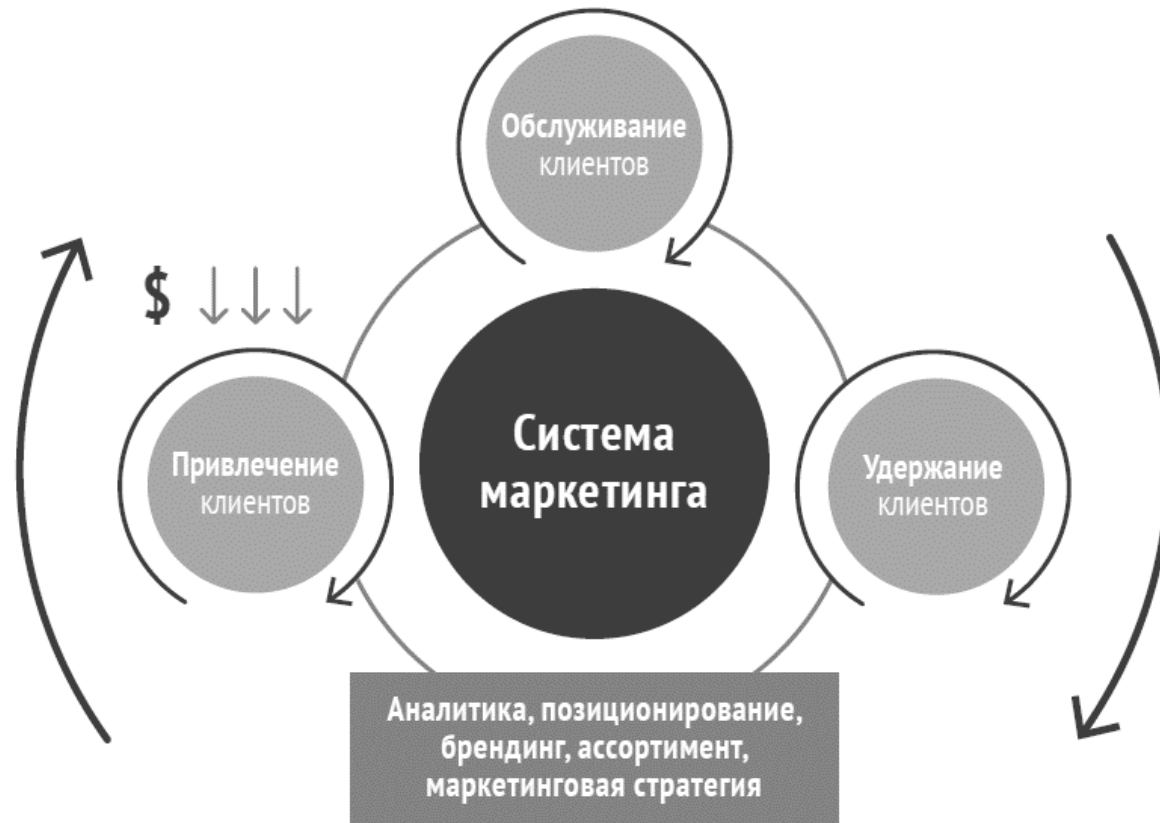 Обслуживание
клиентов
$
Привлечение
клиентов
Система
маркетинга
Удержание
клиентов
Аналитика, позиционирование,
брендинг, ассортимент,
маркетинговая стратегия